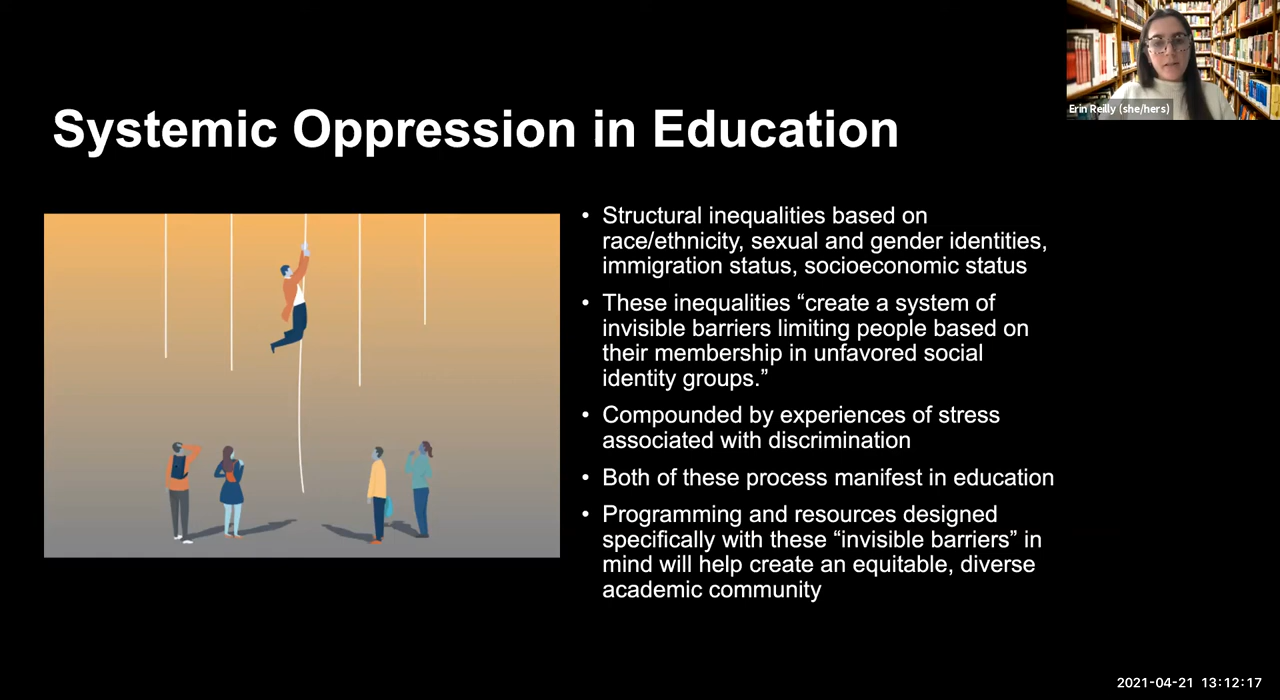 Erin Reilly (she/hers)
Systemic Oppression in Education
• Structural inequalities based on
race/ethnicity, sexual and gender identities,
immigration status, socioeconomic status
• These inequalities “create a system of
invisible barriers limiting people based on
their membership in unfavored social
identity groups.”
• Compounded by experiences of stress
associated with discrimination
• Both of these process manifest in education
• Programming and resources designed
specifically with these “invisible barriers” in
mind will help create an equitable, diverse
academic community
2021-04-21 13:12:17